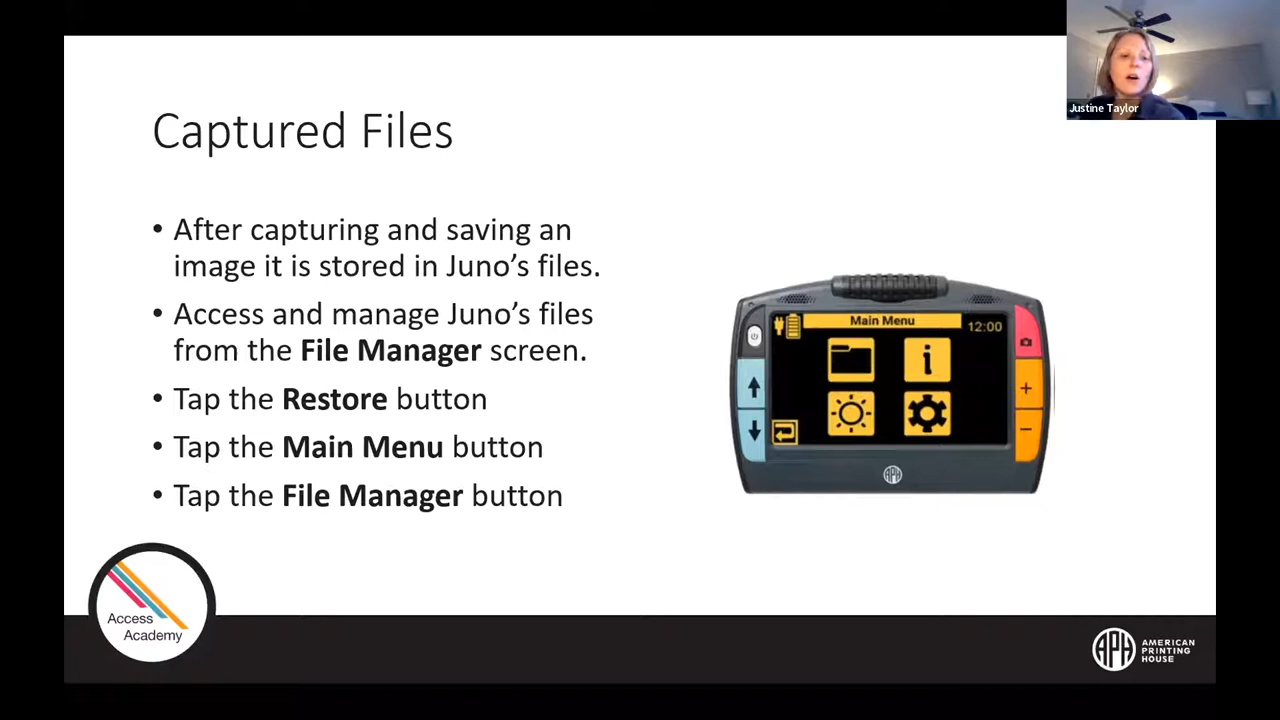 Justine Taylor
Captured Files
• After capturing and saving an
image it is stored in Juno’s files.
• Access and manage Juno’s files
from the File Manager screen.
• Tap the Restore button
• Tap the Main Menu button
• Tap the File Manager button
Main Menu
12:00
i
+
−
APH
Access
Academy
APH
AMERICAN
PRINTING
HOUSE